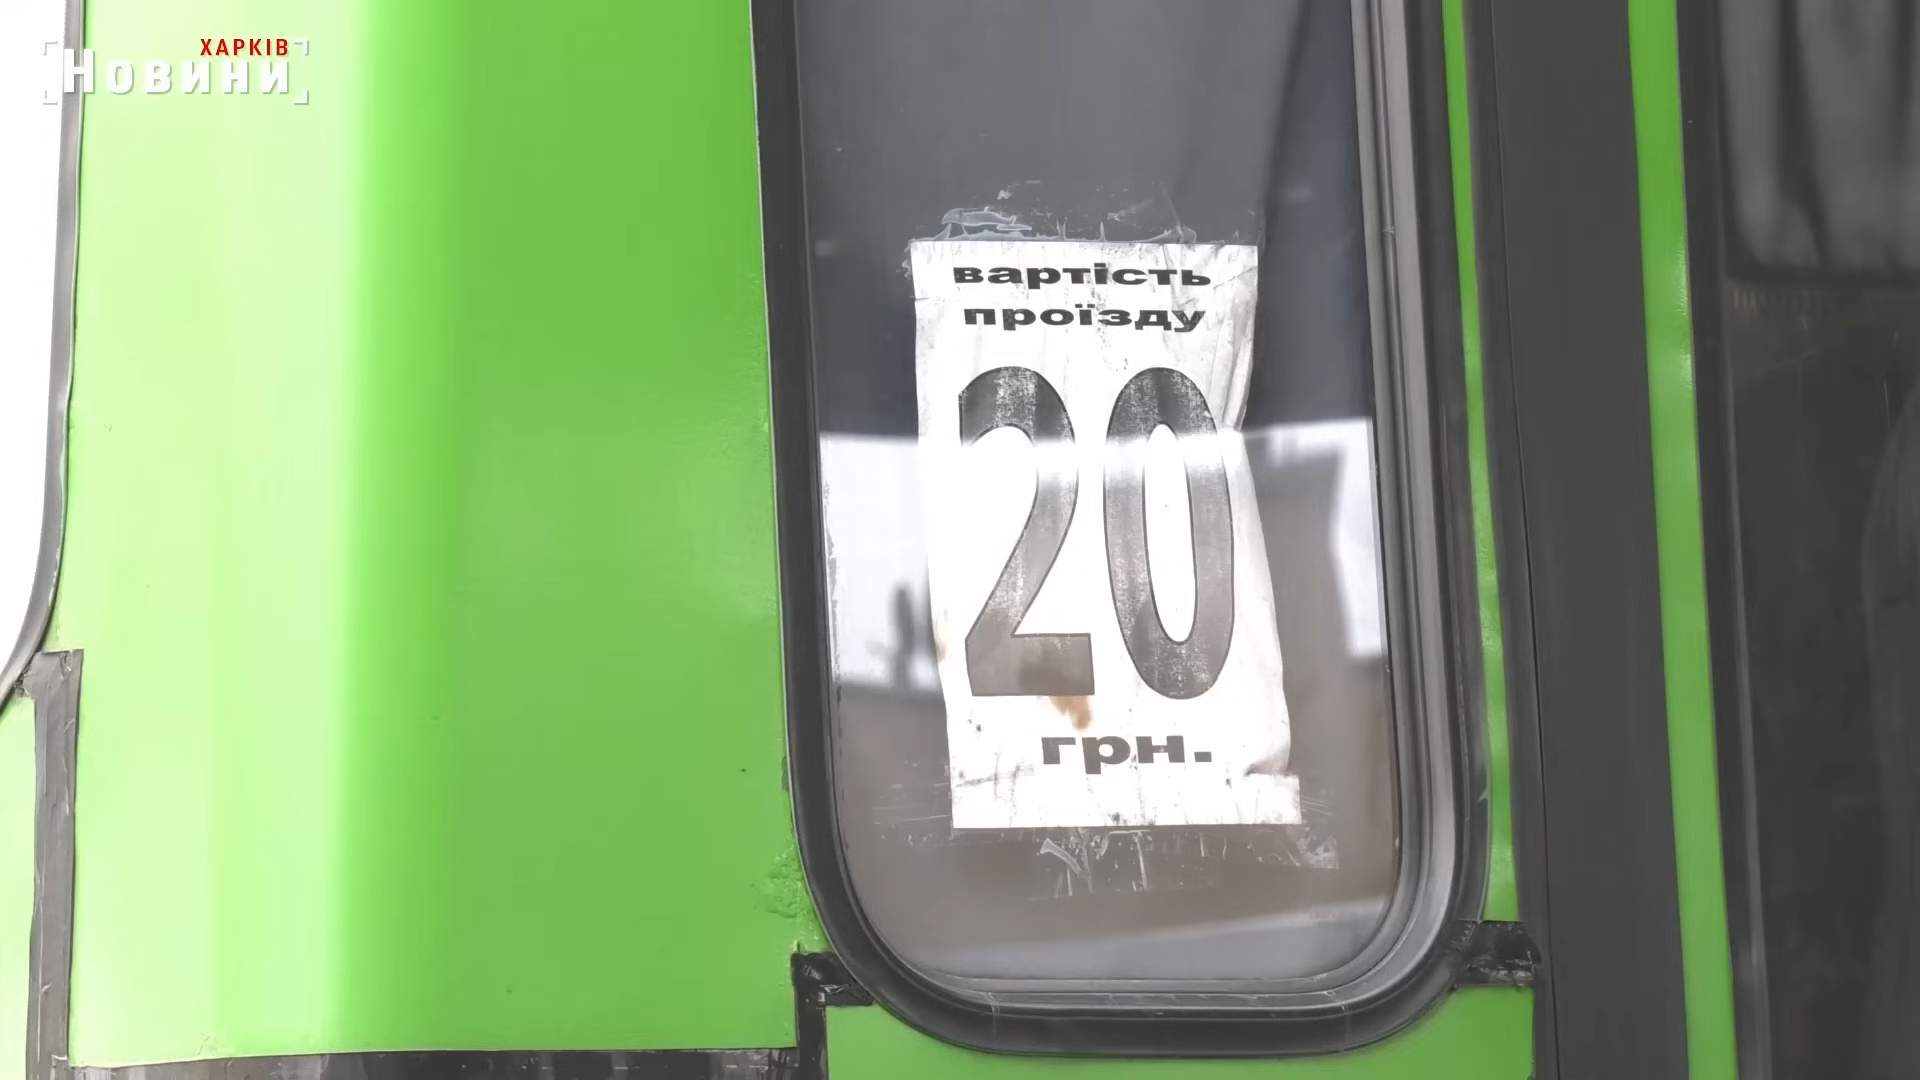 ХАРКІВ
Новини
вартість
проїзду
20
грн.